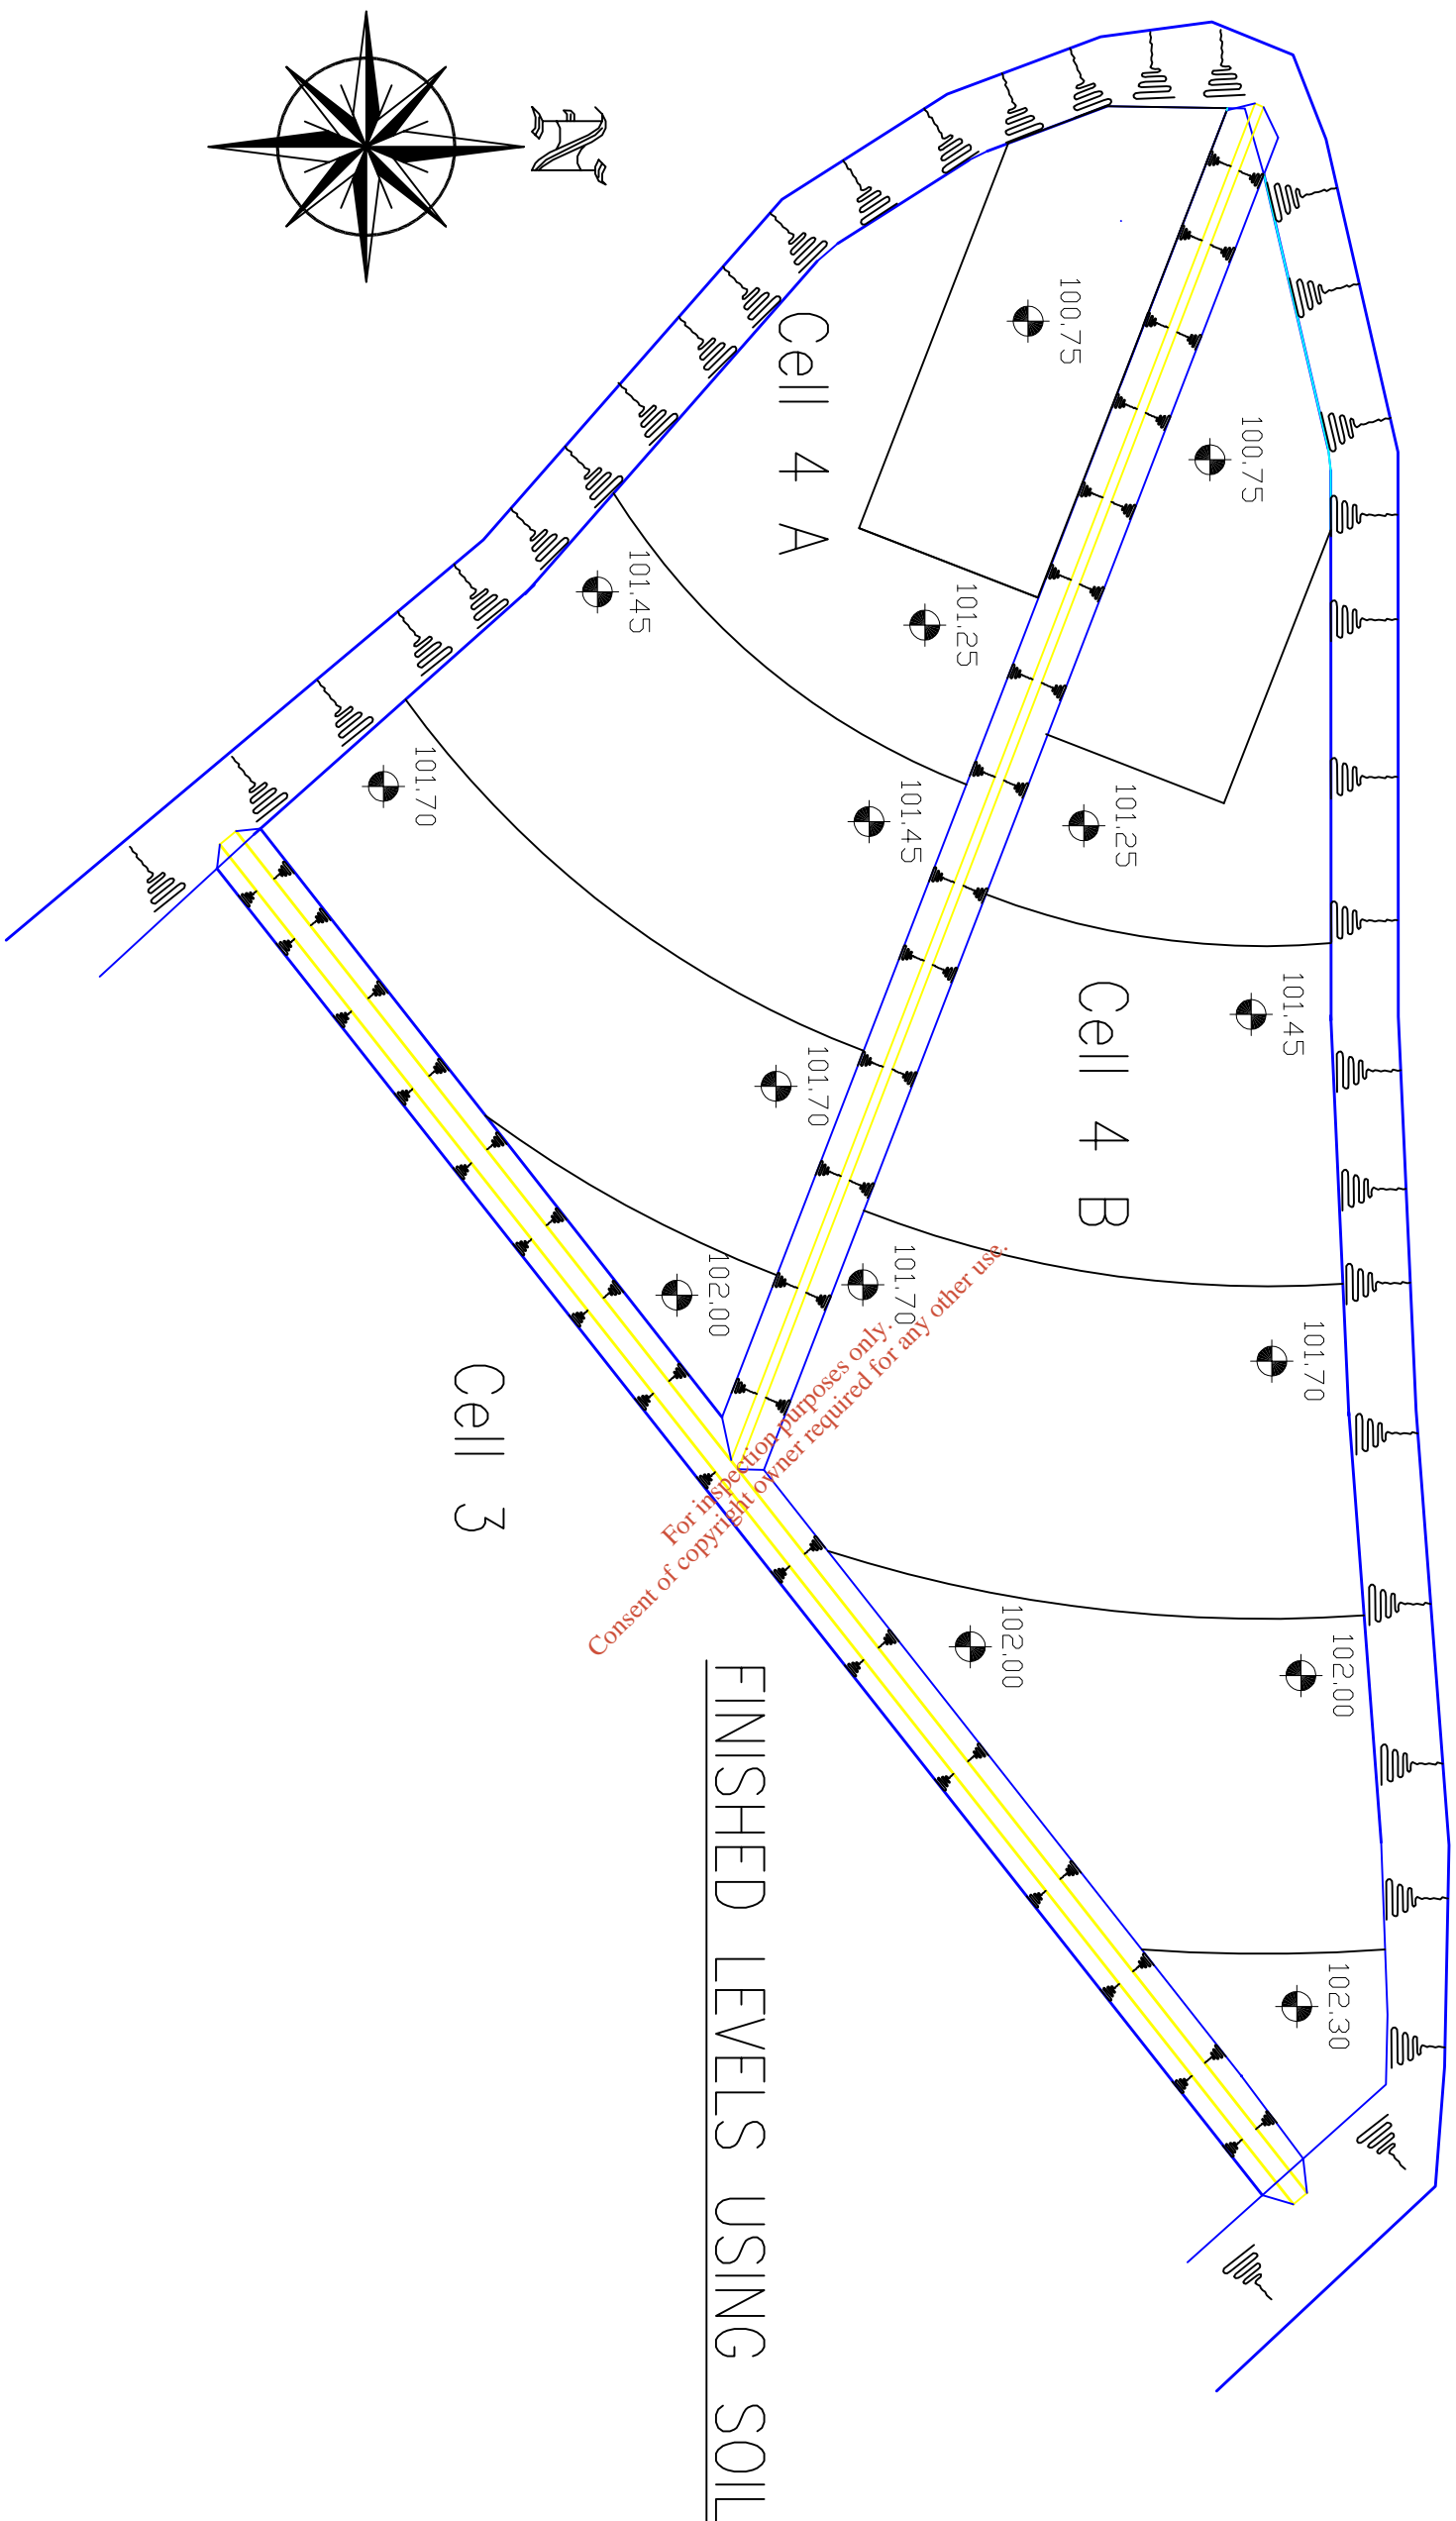 N
100.75
100.75
Cell 4 A
101.45
101.25
101.70
101.45
101.25
Cell 4 B
101.45
101.70
101.70
102.00
101.70
Cell 3
102.00
102.00
102.30
For inspection purposes only.
Consent of copyright owner required for any other use.
FINISHED LEVELS USING SOIL